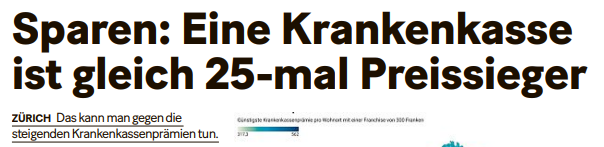 Sparen: Eine Krankenkasse
ist gleich 25-mal Preissieger
ZÜRICH Das kann man gegen die
steigenden Krankenkassenprämien tun.
Günstigste Krankenkassenprämie pro Wohnort mit einer Franchise von 300 Franken